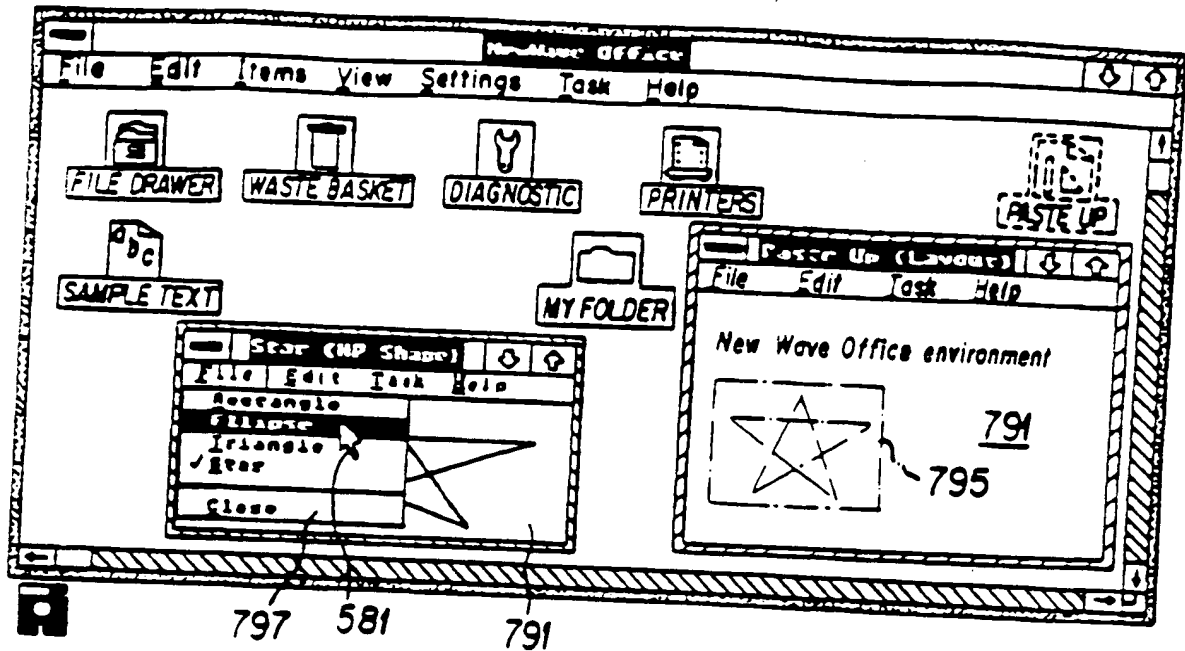 NewWave Office
File Edit Items View Settings Task Help
FILE DRAWER
WASTE BASKET
DIAGNOSTIC
PRINTERS
PASTE UP
abc
SAMPLE TEXT
MY FOLDER
Paste Up (Layout)
File Edit Task Help
New Wave Office environment
791
795
Star (HP Shape)
File Edit Task Help
Rectangle
Ellipse
Triangle
✓Star
Close
797 581 791